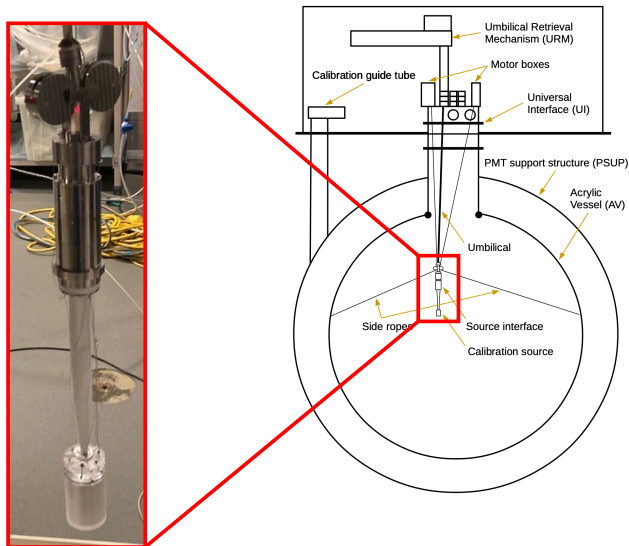 Umbilical Retrieval
Mechanism (URM)
Motor boxes
Calibration guide tube
Universal
Interface (UI)
PMT support structure (PSUP)
Acrylic
Vessel (AV)
Umbilical
Side ropes
Source interface
Calibration source